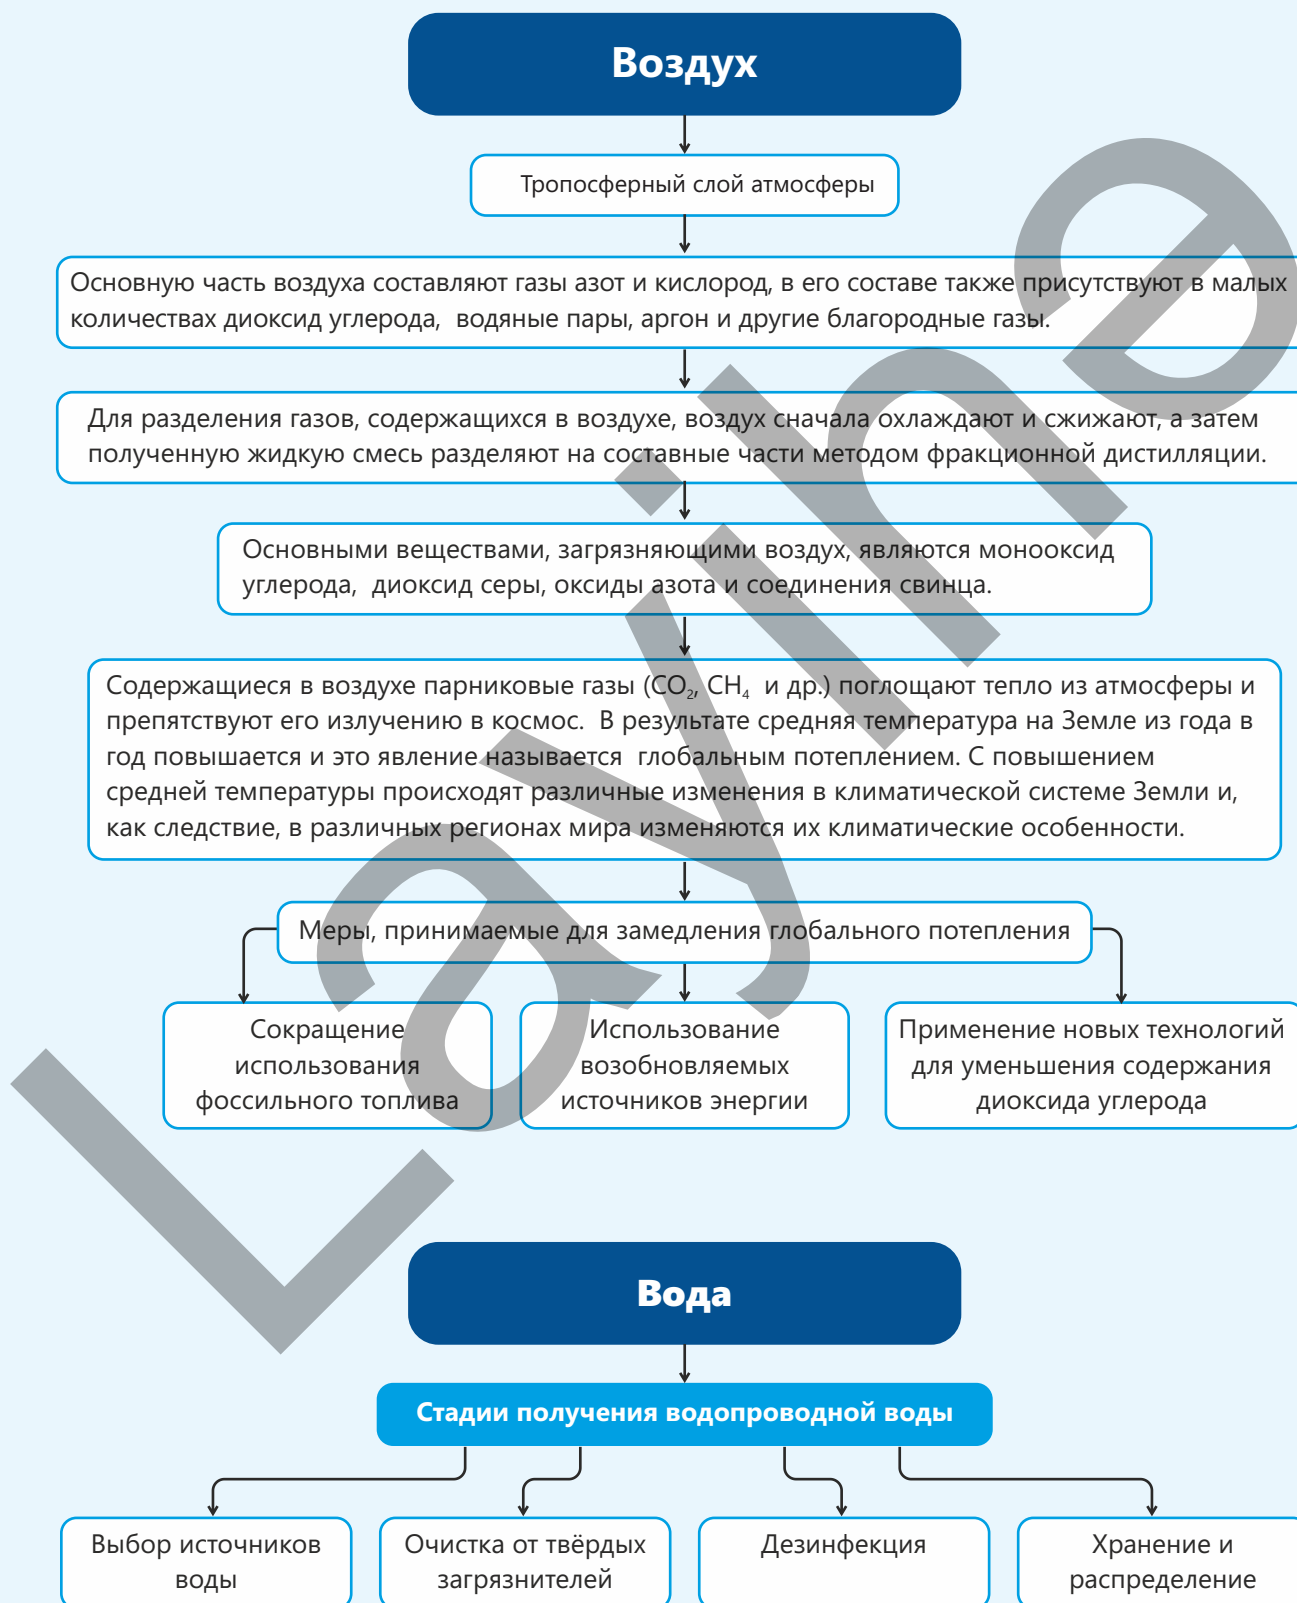 Воздух
Тропосферный слой атмосферы
Основную часть воздуха составляют газы азот и кислород, в его составе также присутствуют в малых
количествах диоксид углерода, водяные пары, аргон и другие благородные газы.
Для разделения газов, содержащихся в воздухе, воздух сначала охлаждают и сжижают, а затем
полученную жидкую смесь разделяют на составные части методом фракционной дистилляции.
Основными веществами, загрязняющими воздух, являются монооксид
углерода, диоксид серы, оксиды азота и соединения свинца.
Содержащиеся в воздухе парниковые газы (CO₂, CH₄ и др.) поглощают тепло из атмосферы и
препятствуют его излучению в космос. В результате средняя температура на Земле из года в
год повышается и это явление называется глобальным потеплением. С повышением
средней температуры происходят различные изменения в климатической системе Земли и,
как следствие, в различных регионах мира изменяются их климатические особенности.
Меры, принимаемые для замедления глобального потепления
Сокращение
использования
фоссильного топлива
Использование
возобновляемых
источников энергии
Применение новых технологий
для уменьшения содержания
диоксида углерода
Вода
Стадии получения водопроводной воды
Выбор источников
воды
Очистка от твёрдых
загрязнителей
Дезинфекция
Хранение и
распределение
Layihe